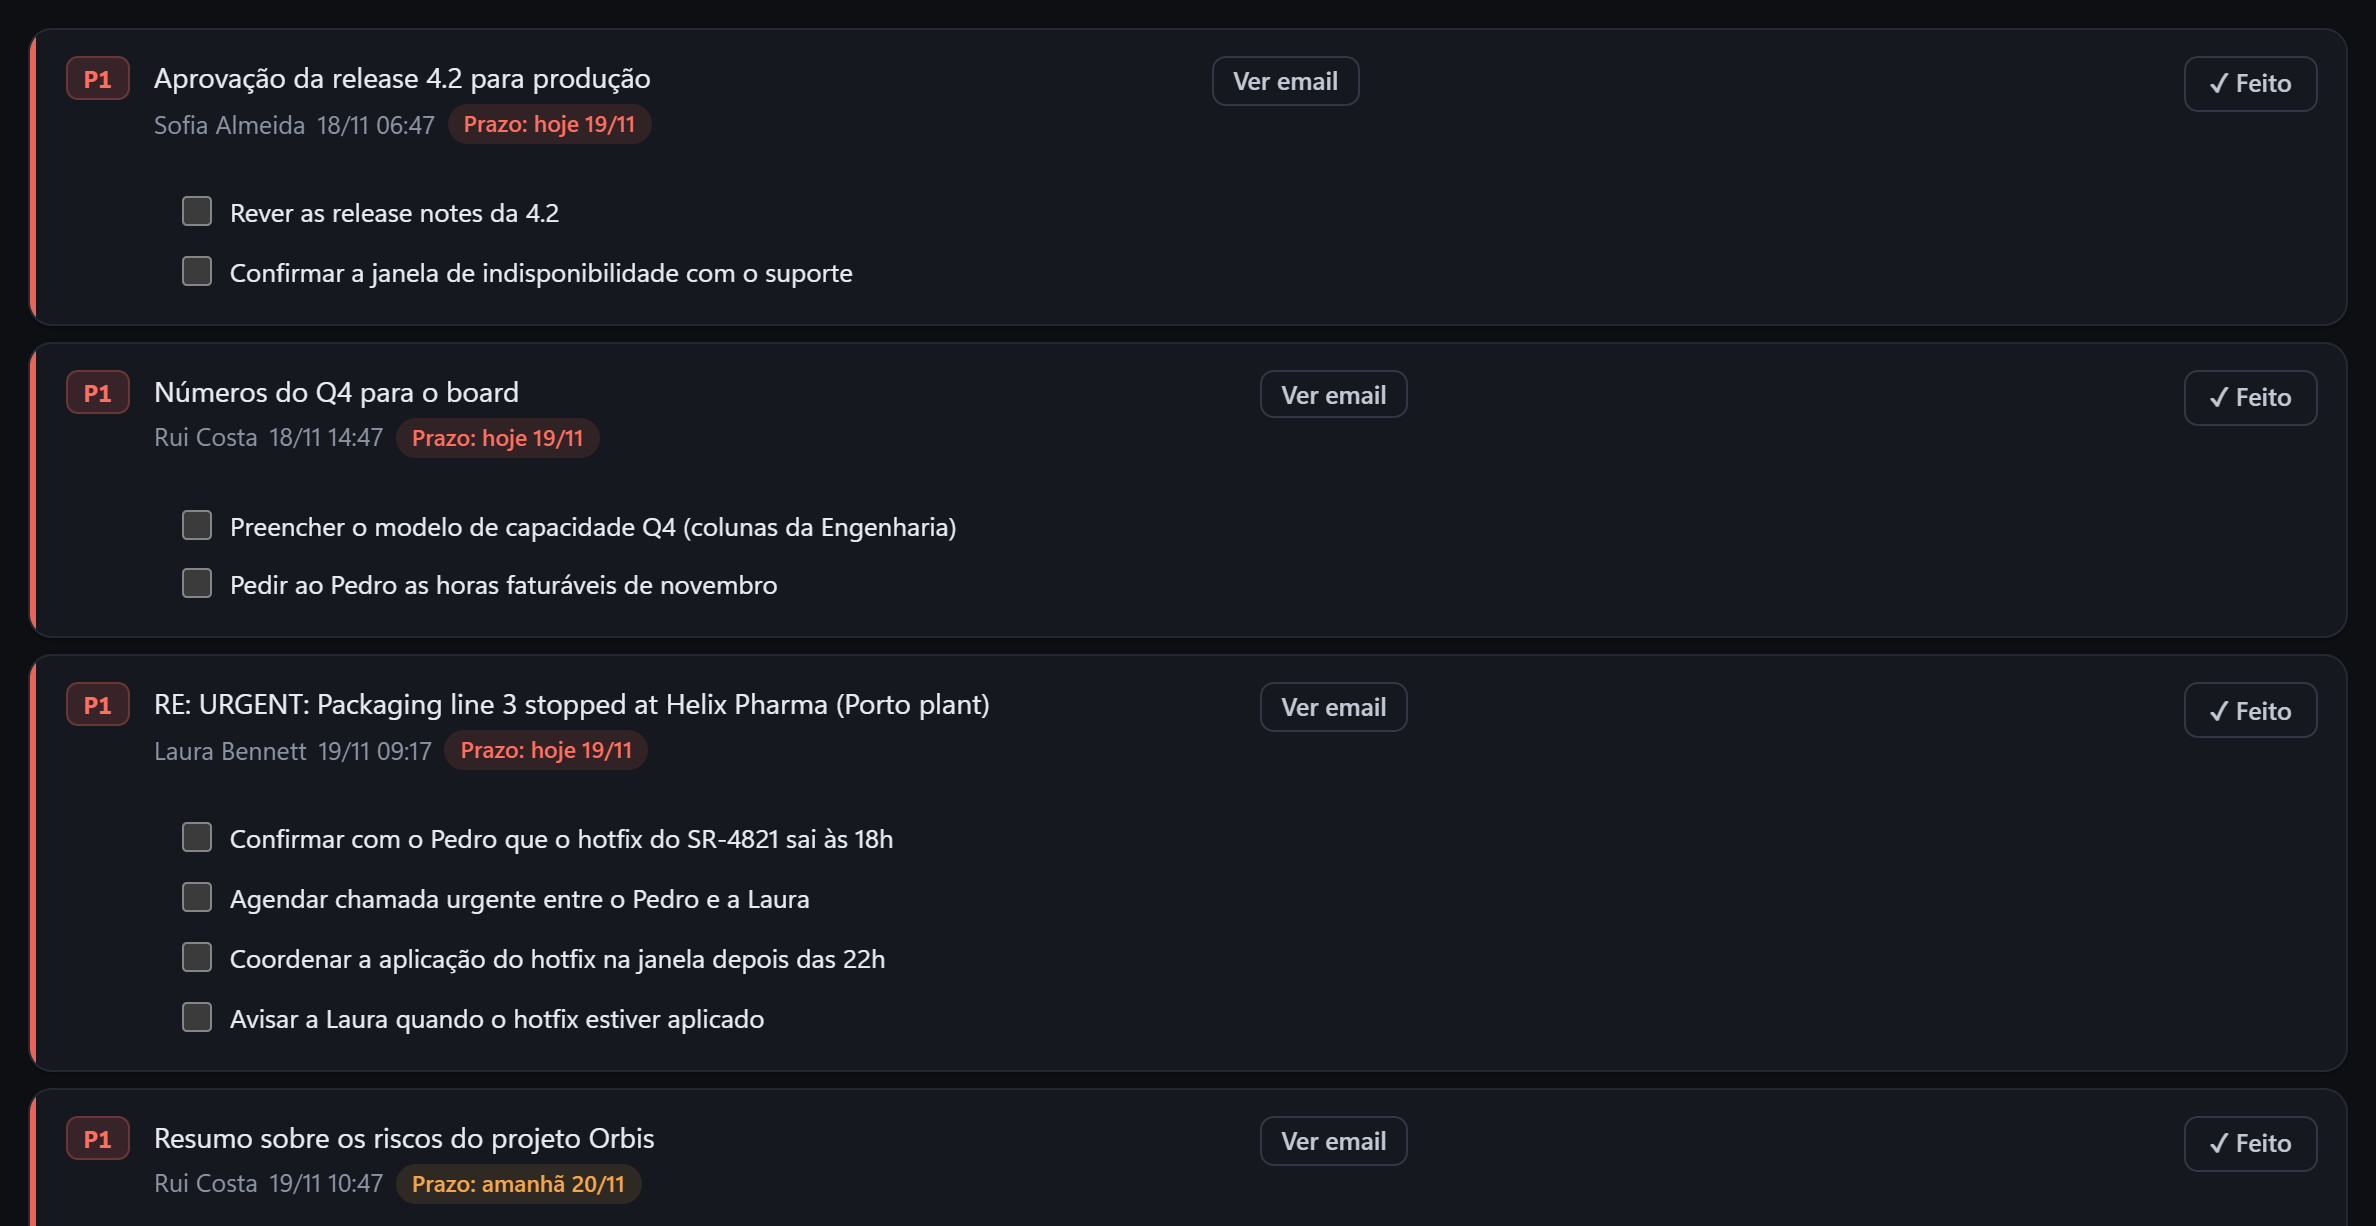 P1 Aprovação da release 4.2 para produção Ver email ✓ Feito
Sofia Almeida 18/11 06:47 Prazo: hoje 19/11
Rever as release notes da 4.2
Confirmar a janela de indisponibilidade com o suporte
P1 Números do Q4 para o board Ver email ✓ Feito
Rui Costa 18/11 14:47 Prazo: hoje 19/11
Preencher o modelo de capacidade Q4 (colunas da Engenharia)
Pedir ao Pedro as horas faturáveis de novembro
P1 RE: URGENT: Packaging line 3 stopped at Helix Pharma (Porto plant) Ver email ✓ Feito
Laura Bennett 19/11 09:17 Prazo: hoje 19/11
Confirmar com o Pedro que o hotfix do SR-4821 sai às 18h
Agendar chamada urgente entre o Pedro e a Laura
Coordenar a aplicação do hotfix na janela depois das 22h
Avisar a Laura quando o hotfix estiver aplicado
P1 Resumo sobre os riscos do projeto Orbis Ver email ✓ Feito
Rui Costa 19/11 10:47 Prazo: amanhã 20/11